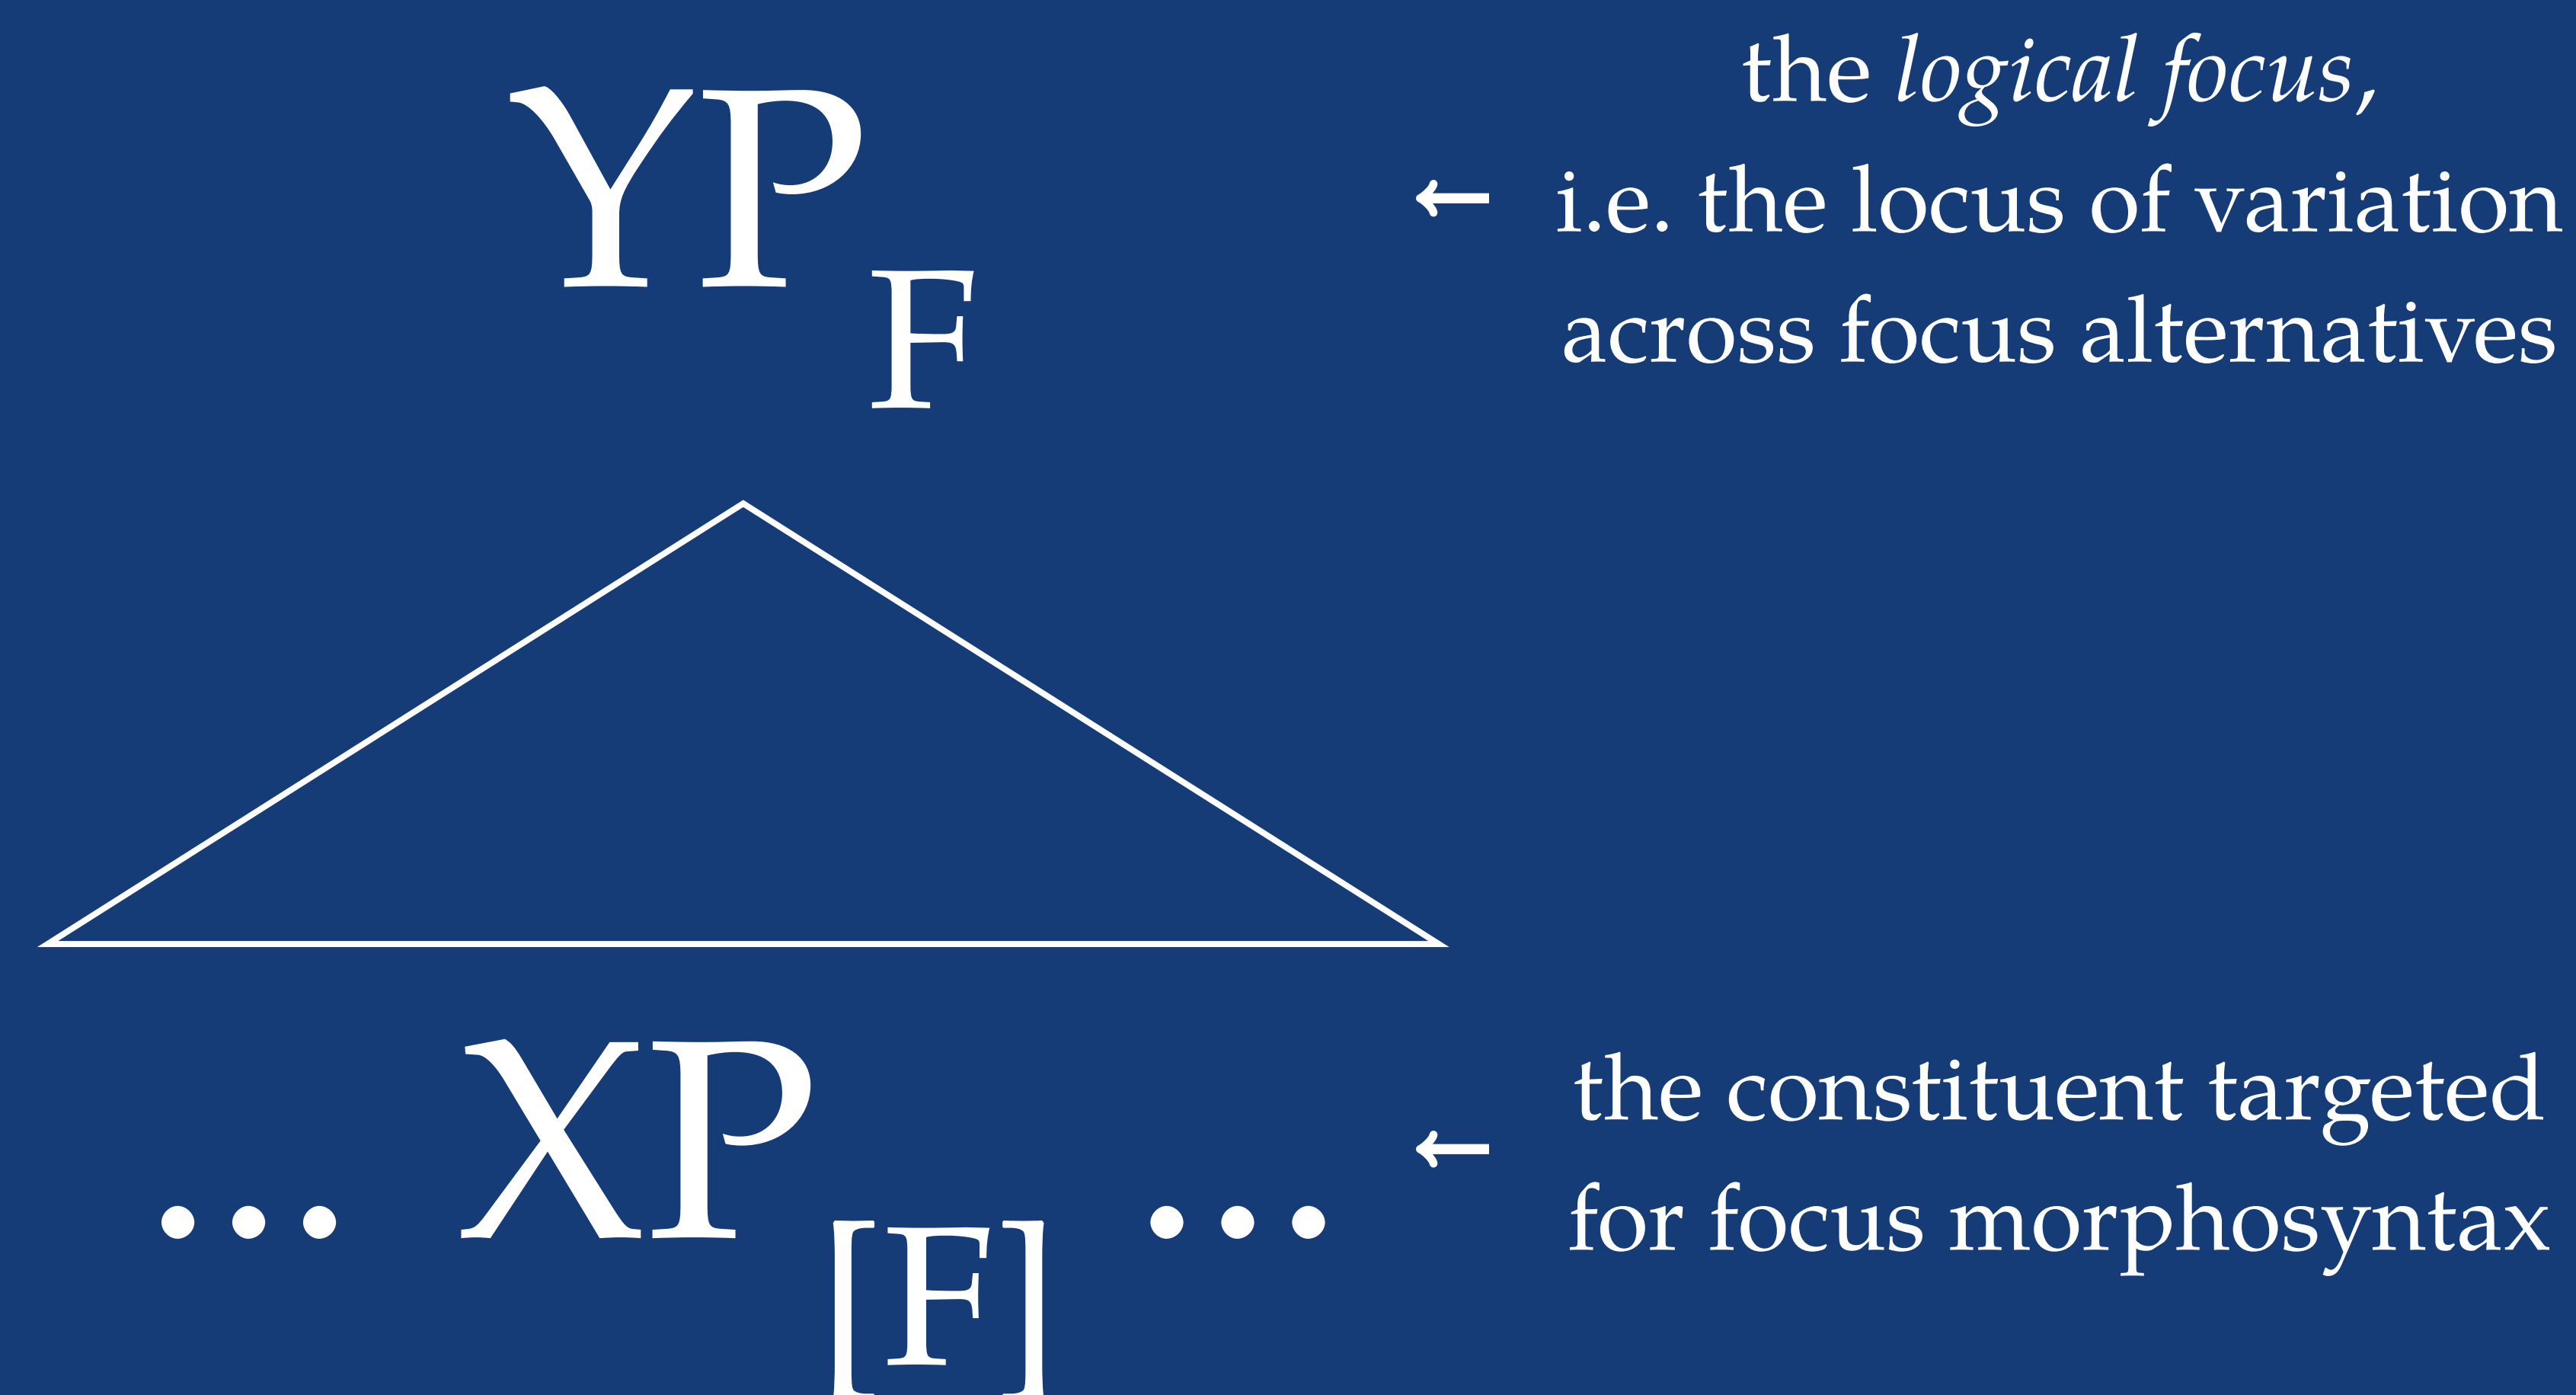 YP_F ← the logical focus,
i.e. the locus of variation
across focus alternatives
... XP_[F] ... ← the constituent targeted
for focus morphosyntax